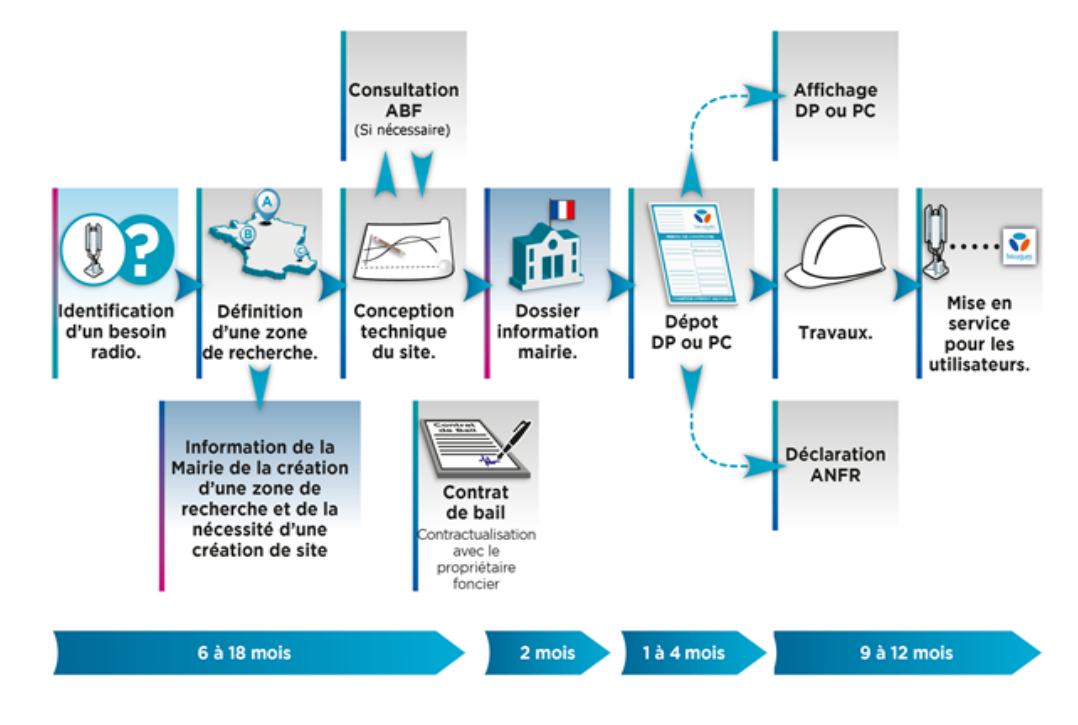 Consultation
ABF
(Si nécessaire)
Affichage
DP ou PC
A
B
C
Identification
d'un besoin
radio.
Définition
d'une zone
de recherche.
Conception
technique
du site.
Dossier
information
mairie.
Dépot
DP ou PC
Travaux.
Mise en
service
pour les
utilisateurs.
Information de la
Mairie de la création
d'une zone de
recherche et de la
nécessité d'une
création de site
Contrat
de Bail
Contrat
de bail
Contractualisation
avec le
propriétaire
foncier
Déclaration
ANFR
6 à 18 mois
2 mois
1 à 4 mois
9 à 12 mois